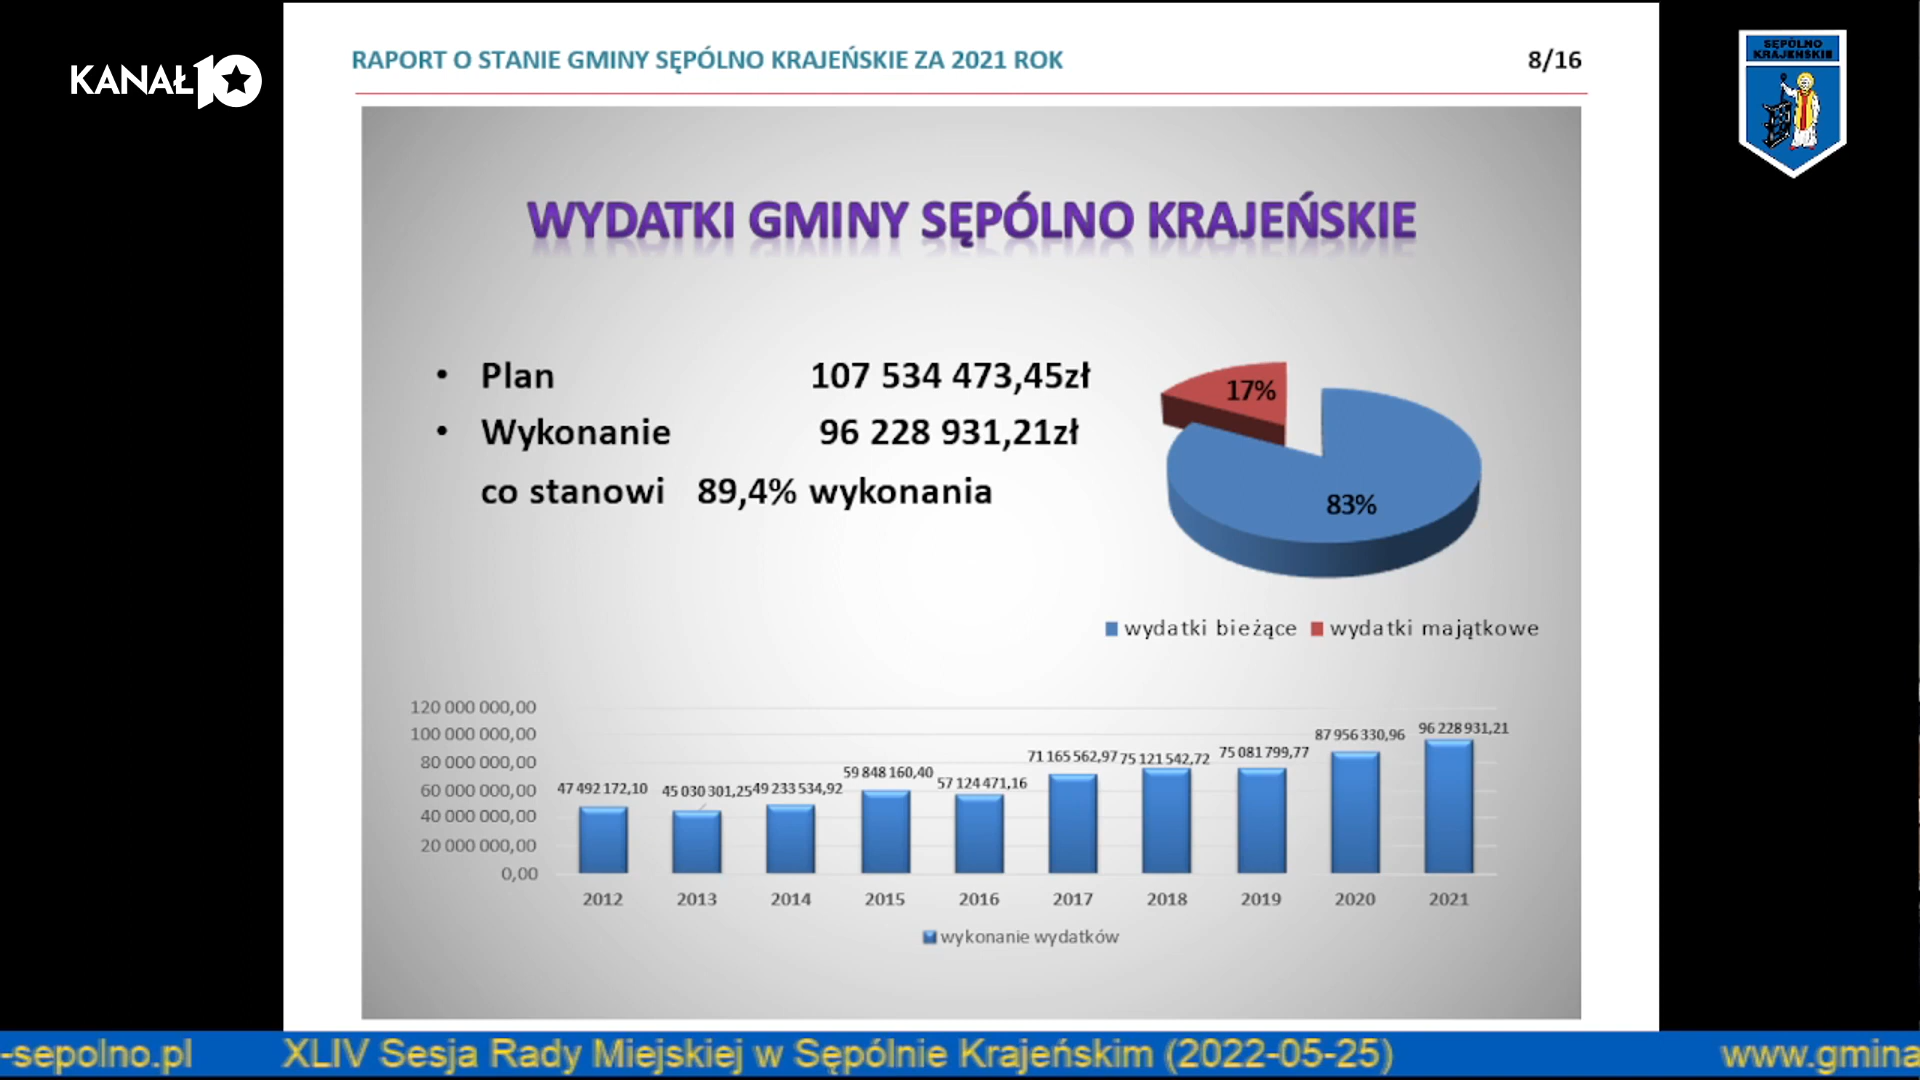 KANAŁ 10
RAPORT O STANIE GMINY SĘPÓLNO KRAJEŃSKIE ZA 2021 ROK
8/16
SĘPÓLNO
KRAJEŃSKIE
WYDATKI GMINY SĘPÓLNO KRAJEŃSKIE
• Plan 107 534 473,45zł
• Wykonanie 96 228 931,21zł
co stanowi 89,4% wykonania
17%
83%
wydatki bieżące wydatki majątkowe
120 000 000,00
100 000 000,00
80 000 000,00
60 000 000,00
40 000 000,00
20 000 000,00
0,00
47 492 172,10
45 030 301,25
49 233 534,92
59 848 160,40
57 124 471,16
71 165 562,97
75 121 542,72
75 081 799,77
87 956 330,96
96 228 931,21
2012 2013 2014 2015 2016 2017 2018 2019 2020 2021
wykonanie wydatków
-sepolno.pl XLIV Sesja Rady Miejskiej w Sępólnie Krajeńskim (2022-05-25) www.gmina